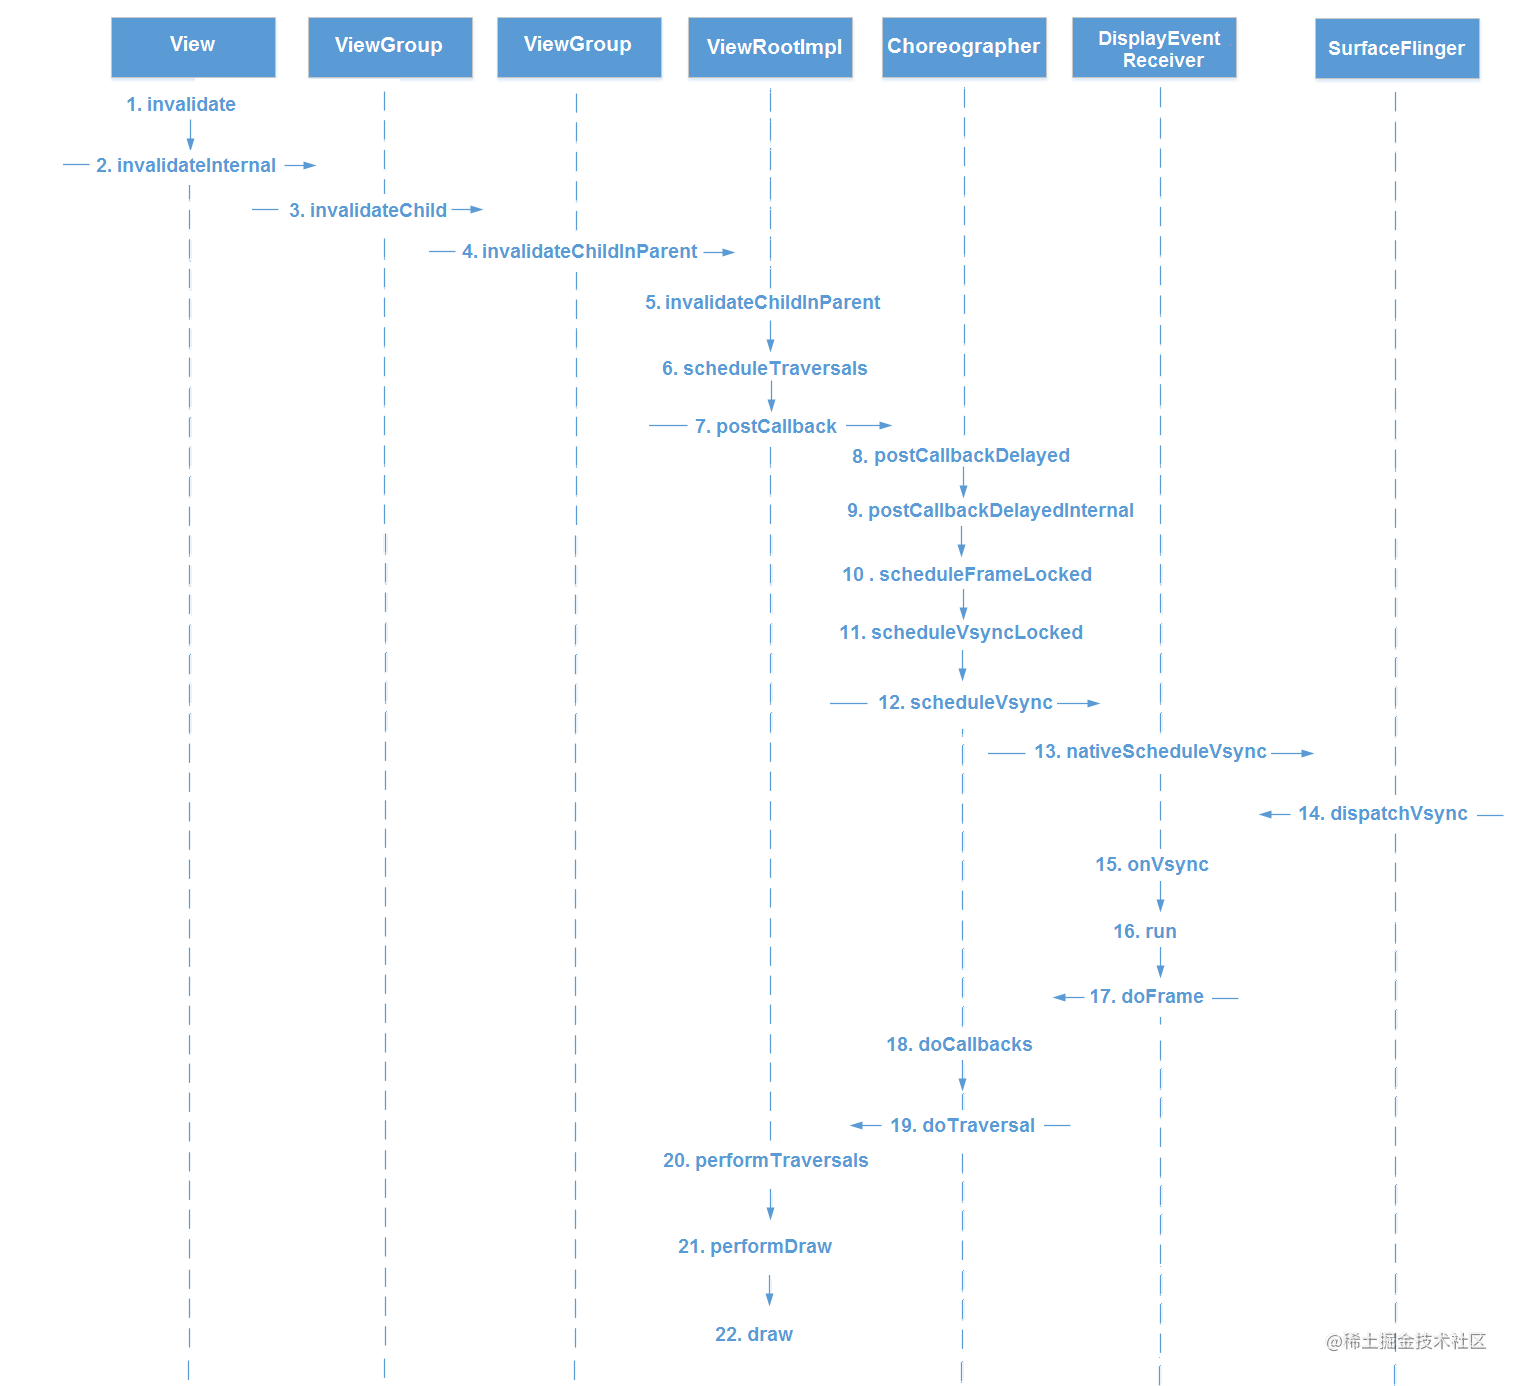 View
ViewGroup
ViewGroup
ViewRootImpl
Choreographer
DisplayEvent
Receiver
SurfaceFlinger
1. invalidate
2. invalidateInternal
3. invalidateChild
4. invalidateChildInParent
5. invalidateChildInParent
6. scheduleTraversals
7. postCallback
8. postCallbackDelayed
9. postCallbackDelayedInternal
10 . scheduleFrameLocked
11. scheduleVsyncLocked
12. scheduleVsync
13. nativeScheduleVsync
14. dispatchVsync
15. onVsync
16. run
17. doFrame
18. doCallbacks
19. doTraversal
20. performTraversals
21. performDraw
22. draw
@稀土掘金技术社区